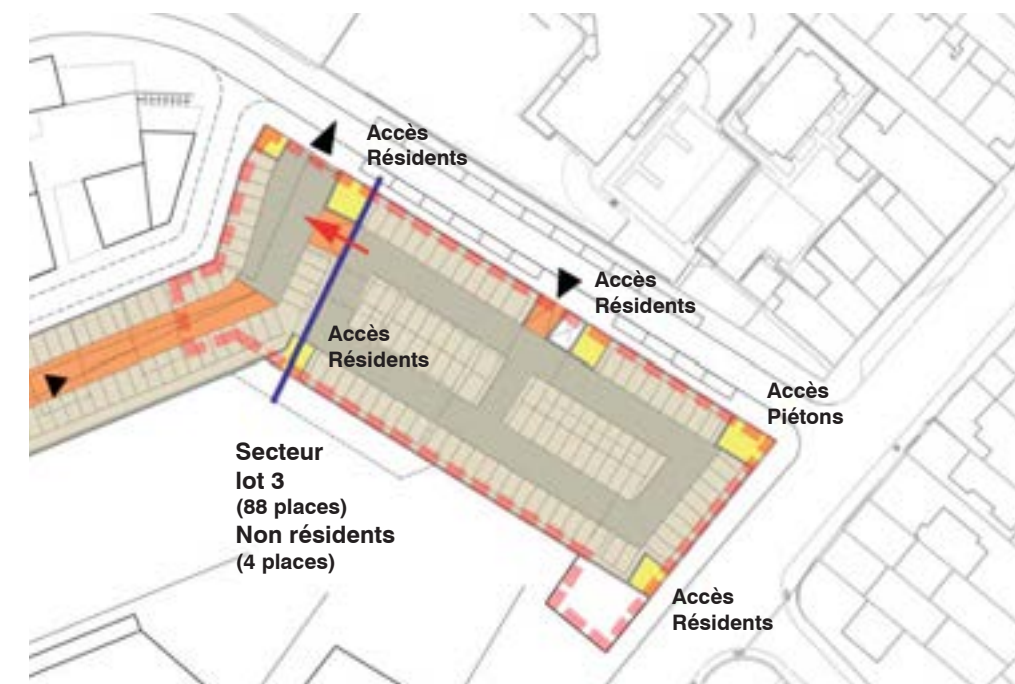 Accès
Résidents
Accès
Résidents
Accès
Résidents
Accès
Piétons
Secteur
lot 3
(88 places)
Non résidents
(4 places)
Accès
Résidents